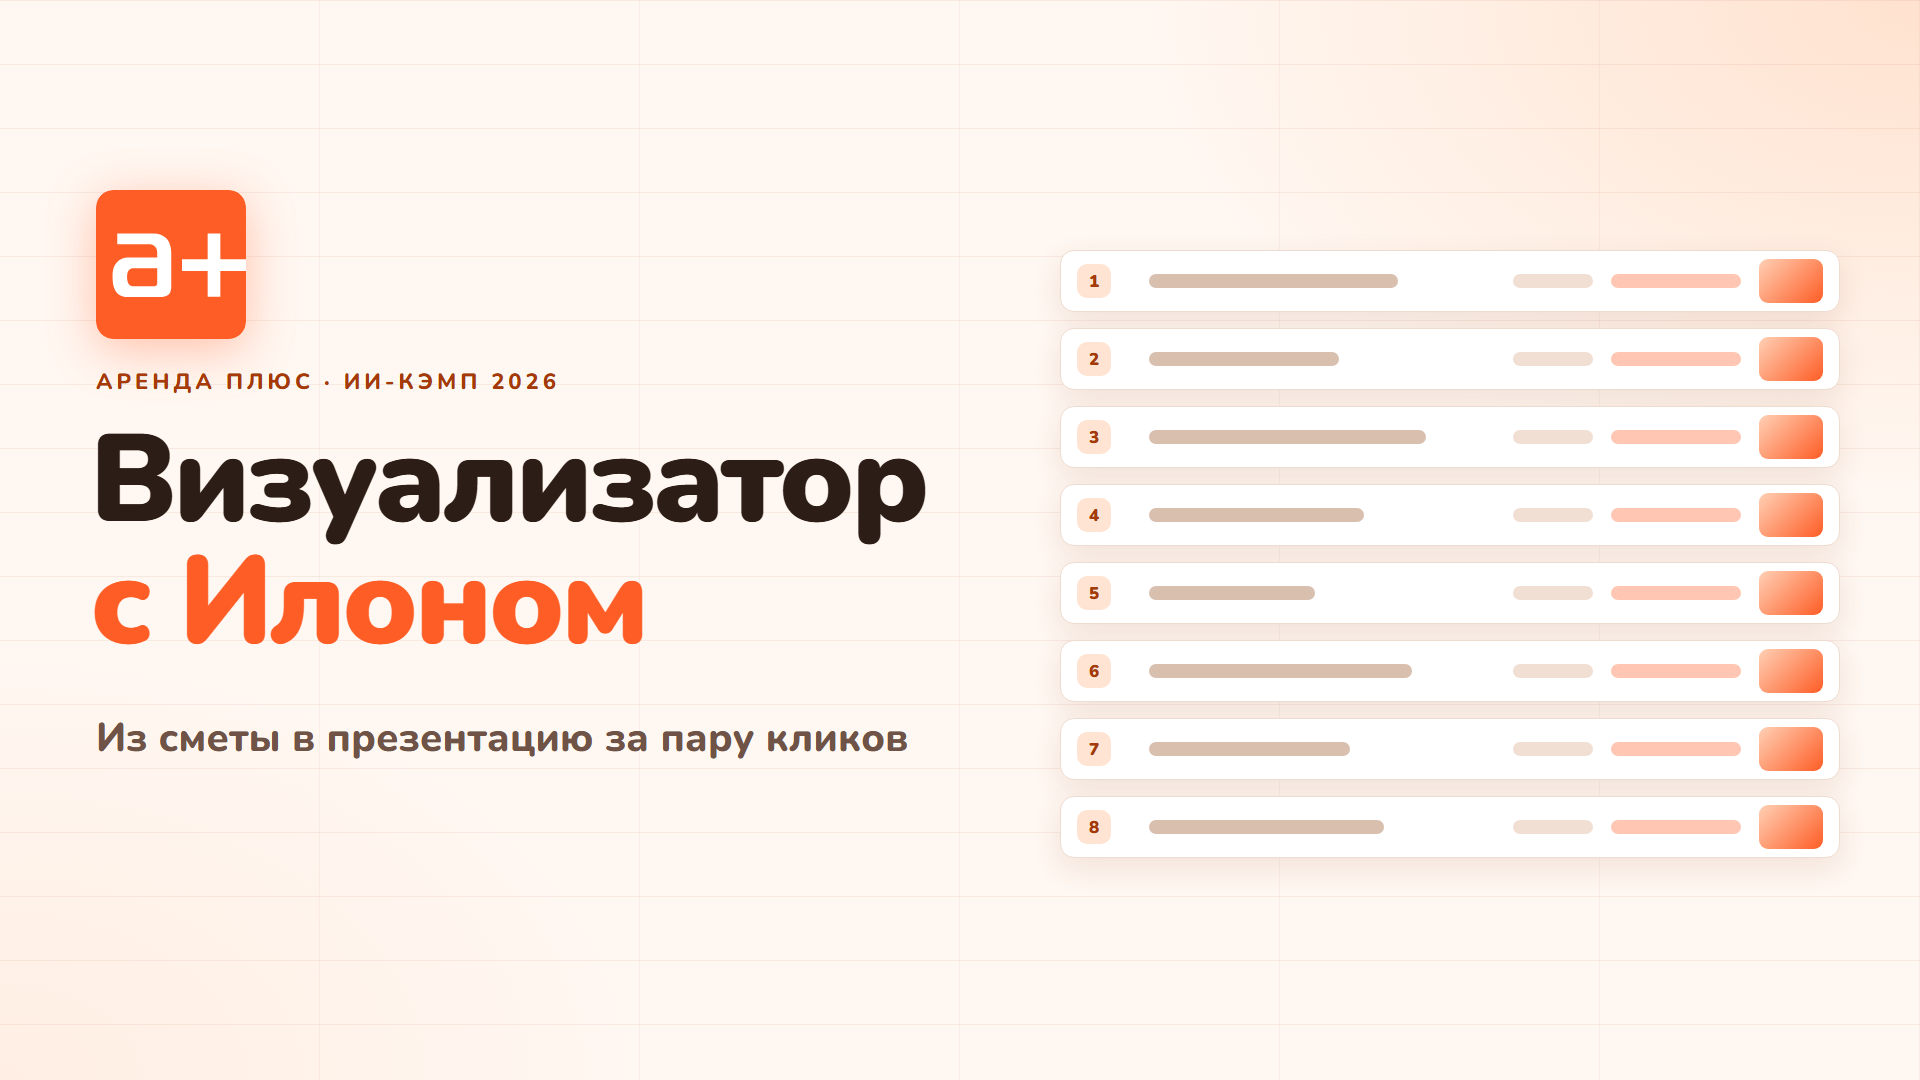 a+
АРЕНДА ПЛЮС · ИИ-КЭМП 2026
Визуализатор
с Илоном
Из сметы в презентацию за пару кликов
1
2
3
4
5
6
7
8